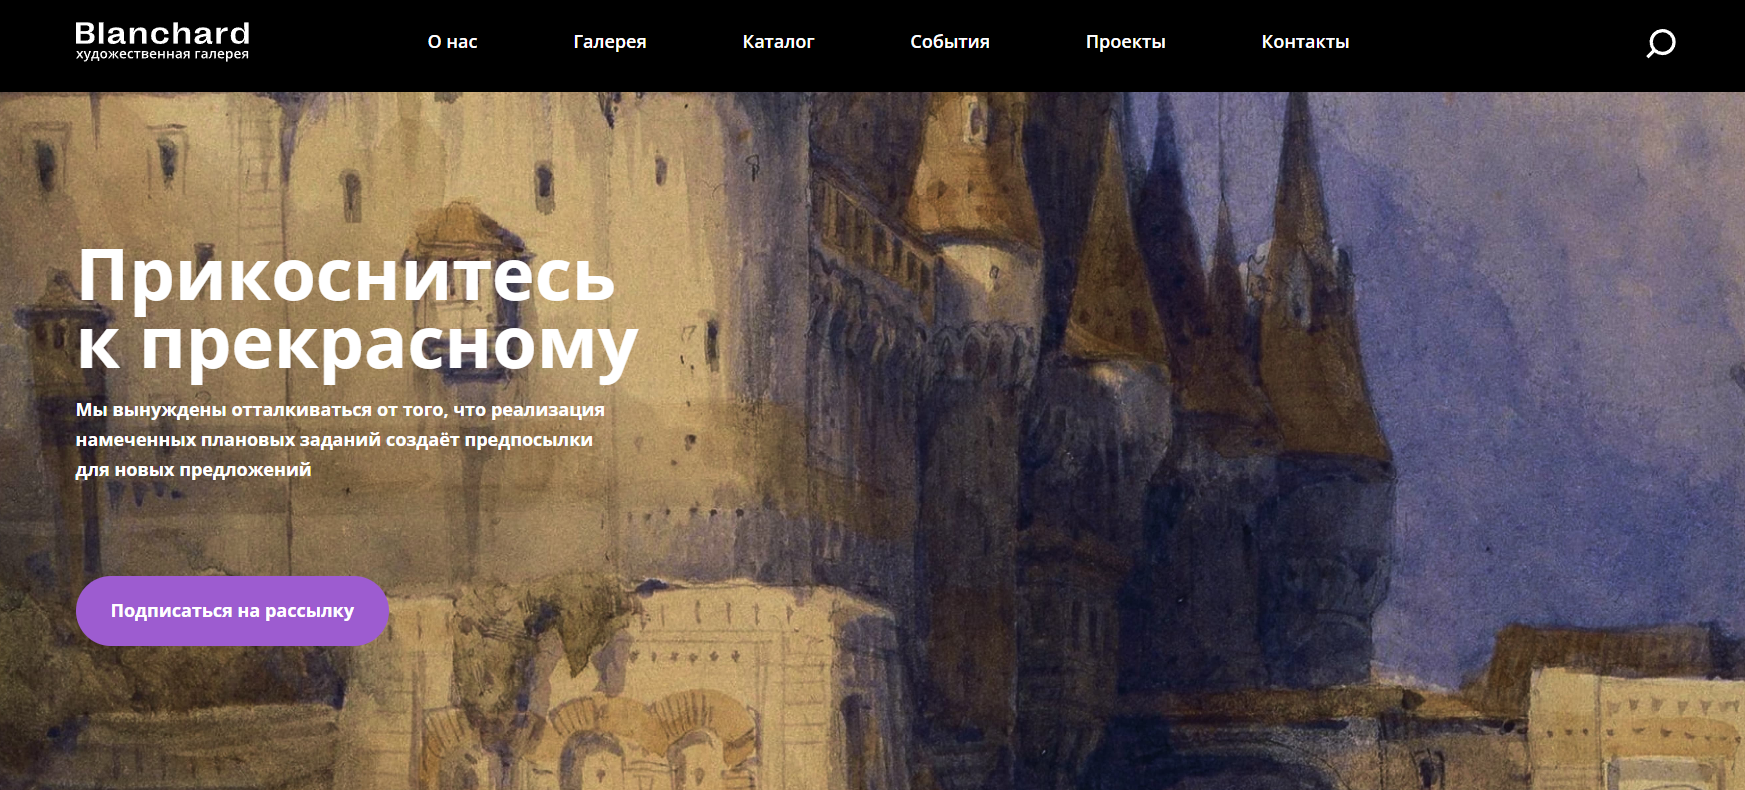 Blanchard
художественная галерея
О нас
Галерея
Каталог
События
Проекты
Контакты
Прикоснитесь
к прекрасному
Мы вынуждены отталкиваться от того, что реализация
намеченных плановых заданий создаёт предпосылки
для новых предложений
Подписаться на рассылку